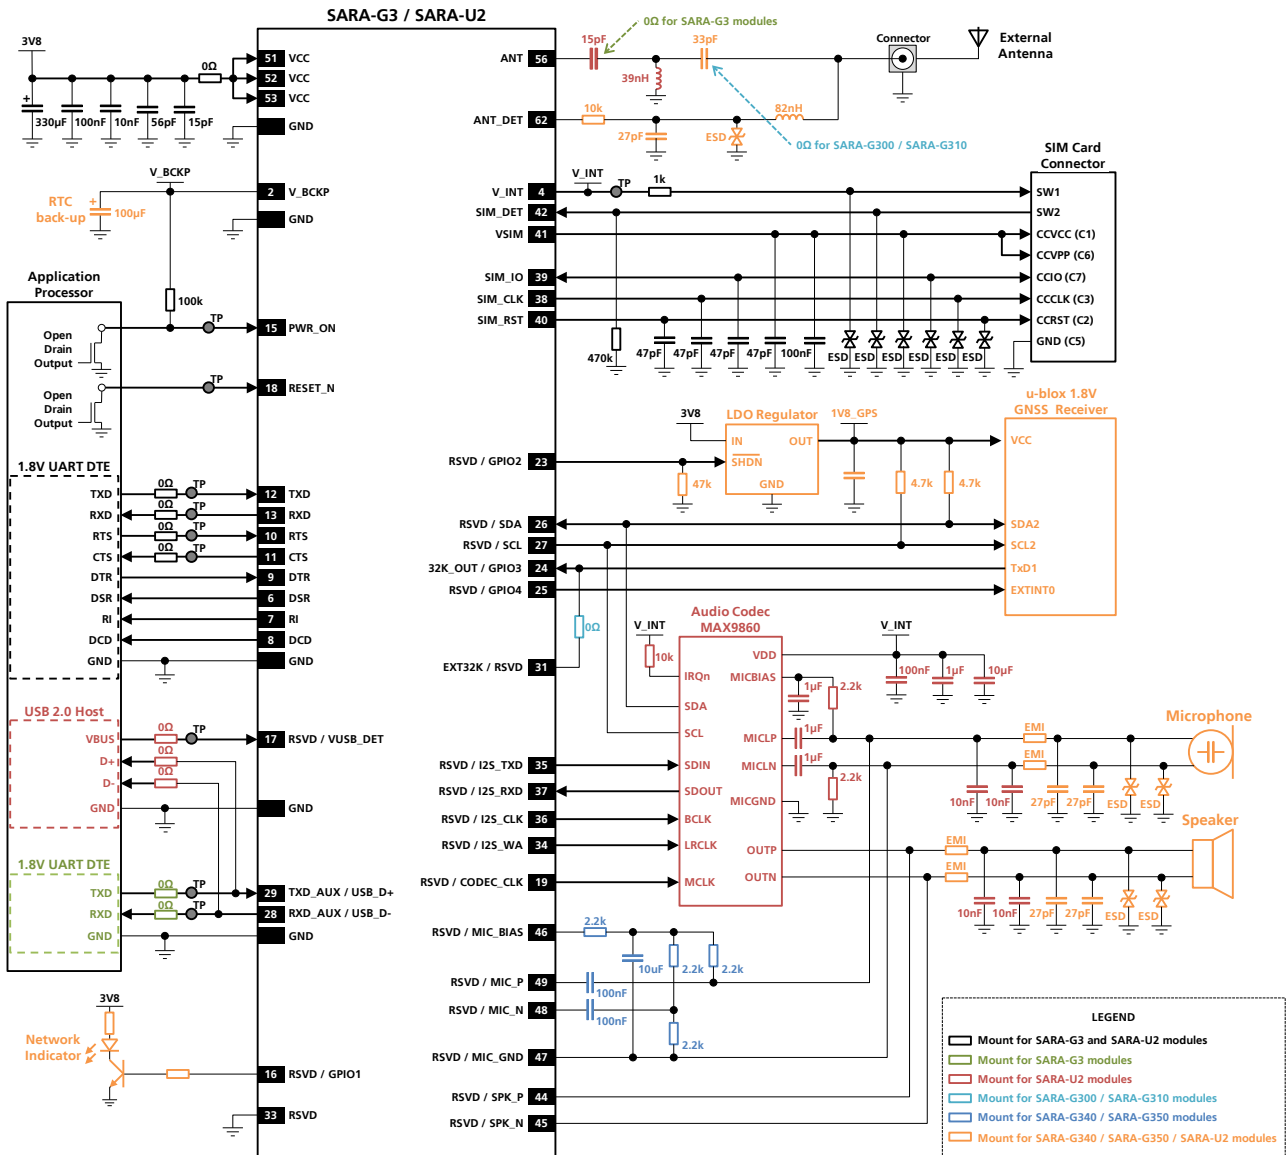 SARA-G3 / SARA-U2
3V8
0Ω
330µF 100nF 10nF 56pF 15pF
51 VCC
52 VCC
53 VCC
GND
V_BCKP
RTC back-up
100µF
2 V_BCKP
GND
Application Processor
100k
TP
Open Drain Output
15 PWR_ON
TP
Open Drain Output
18 RESET_N
1.8V UART DTE
TXD 0Ω TP 12 TXD
RXD 0Ω TP 13 RXD
RTS 0Ω TP 10 RTS
CTS 0Ω TP 11 CTS
DTR 9 DTR
DSR 6 DSR
RI 7 RI
DCD 8 DCD
GND GND
USB 2.0 Host
VBUS 0Ω TP 17 RSVD / VUSB_DET
D+ 0Ω
D- 0Ω
GND GND
1.8V UART DTE
TXD 0Ω TP 29 TXD_AUX / USB_D+
RXD 0Ω TP 28 RXD_AUX / USB_D-
GND GND
3V8
Network Indicator
16 RSVD / GPIO1
33 RSVD
ANT 56
15pF
0Ω for SARA-G3 modules
33pF
39nH
Connector
External Antenna
ANT_DET 62
10k
27pF
ESD
82nH
0Ω for SARA-G300 / SARA-G310
SIM Card Connector
V_INT 4
V_INT
TP
1k
SW1
SIM_DET 42
SW2
VSIM 41
CCVCC (C1)
CCVPP (C6)
SIM_IO 39
CCIO (C7)
SIM_CLK 38
CCCLK (C3)
SIM_RST 40
CCRST (C2)
GND (C5)
470k
47pF 47pF 47pF 47pF 100nF ESD ESD ESD ESD ESD ESD
u-blox 1.8V GNSS Receiver
3V8
LDO Regulator
1V8_GPS
IN OUT
SHDN
GND
VCC
RSVD / GPIO2 23
47k
4.7k 4.7k
RSVD / SDA 26
SDA2
RSVD / SCL 27
SCL2
32K_OUT / GPIO3 24
TxD1
RSVD / GPIO4 25
EXTINT0
0Ω
EXT32K / RSVD 31
Audio Codec MAX9860
V_INT
10k
IRQn
SDA
SCL
VDD
MICBIAS
MICLP
MICLN
MICGND
V_INT
100nF 1µF 10µF
1µF
2.2k
1µF
1µF
2.2k
RSVD / I2S_TXD 35 SDIN
RSVD / I2S_RXD 37 SDOUT
RSVD / I2S_CLK 36 BCLK
RSVD / I2S_WA 34 LRCLK
RSVD / CODEC_CLK 19 MCLK
OUTP
OUTN
Microphone
EMI
EMI
10nF 10nF 27pF 27pF ESD ESD
Speaker
EMI
EMI
10nF 10nF 27pF 27pF ESD ESD
RSVD / MIC_BIAS 46
2.2k
10uF
2.2k
2.2k
RSVD / MIC_P 49
100nF
RSVD / MIC_N 48
100nF
2.2k
RSVD / MIC_GND 47
RSVD / SPK_P 44
RSVD / SPK_N 45
LEGEND
Mount for SARA-G3 and SARA-U2 modules
Mount for SARA-G3 modules
Mount for SARA-U2 modules
Mount for SARA-G300 / SARA-G310 modules
Mount for SARA-G340 / SARA-G350 modules
Mount for SARA-G340 / SARA-G350 / SARA-U2 modules